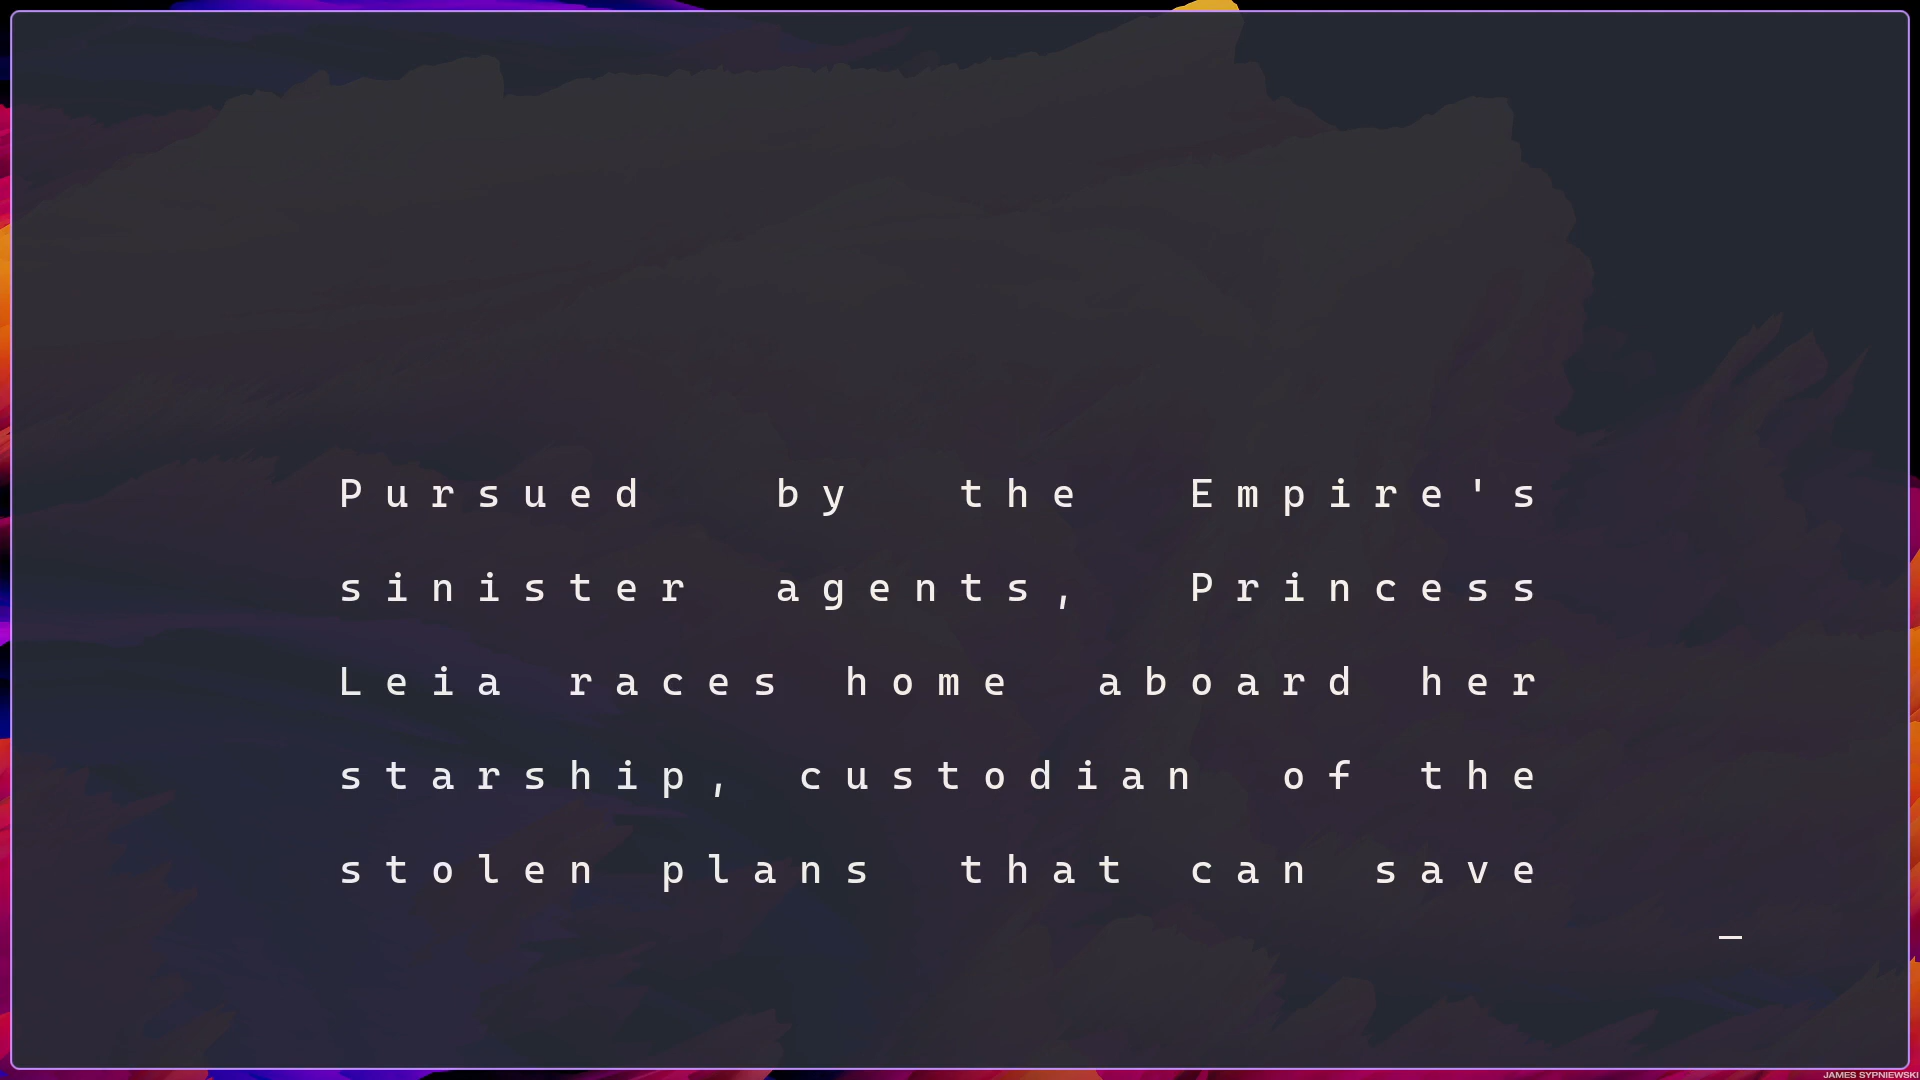 Pursued by the Empire's
sinister agents, Princess
Leia races home aboard her
starship, custodian of the
stolen plans that can save
JAMES SYPNIEWSKI